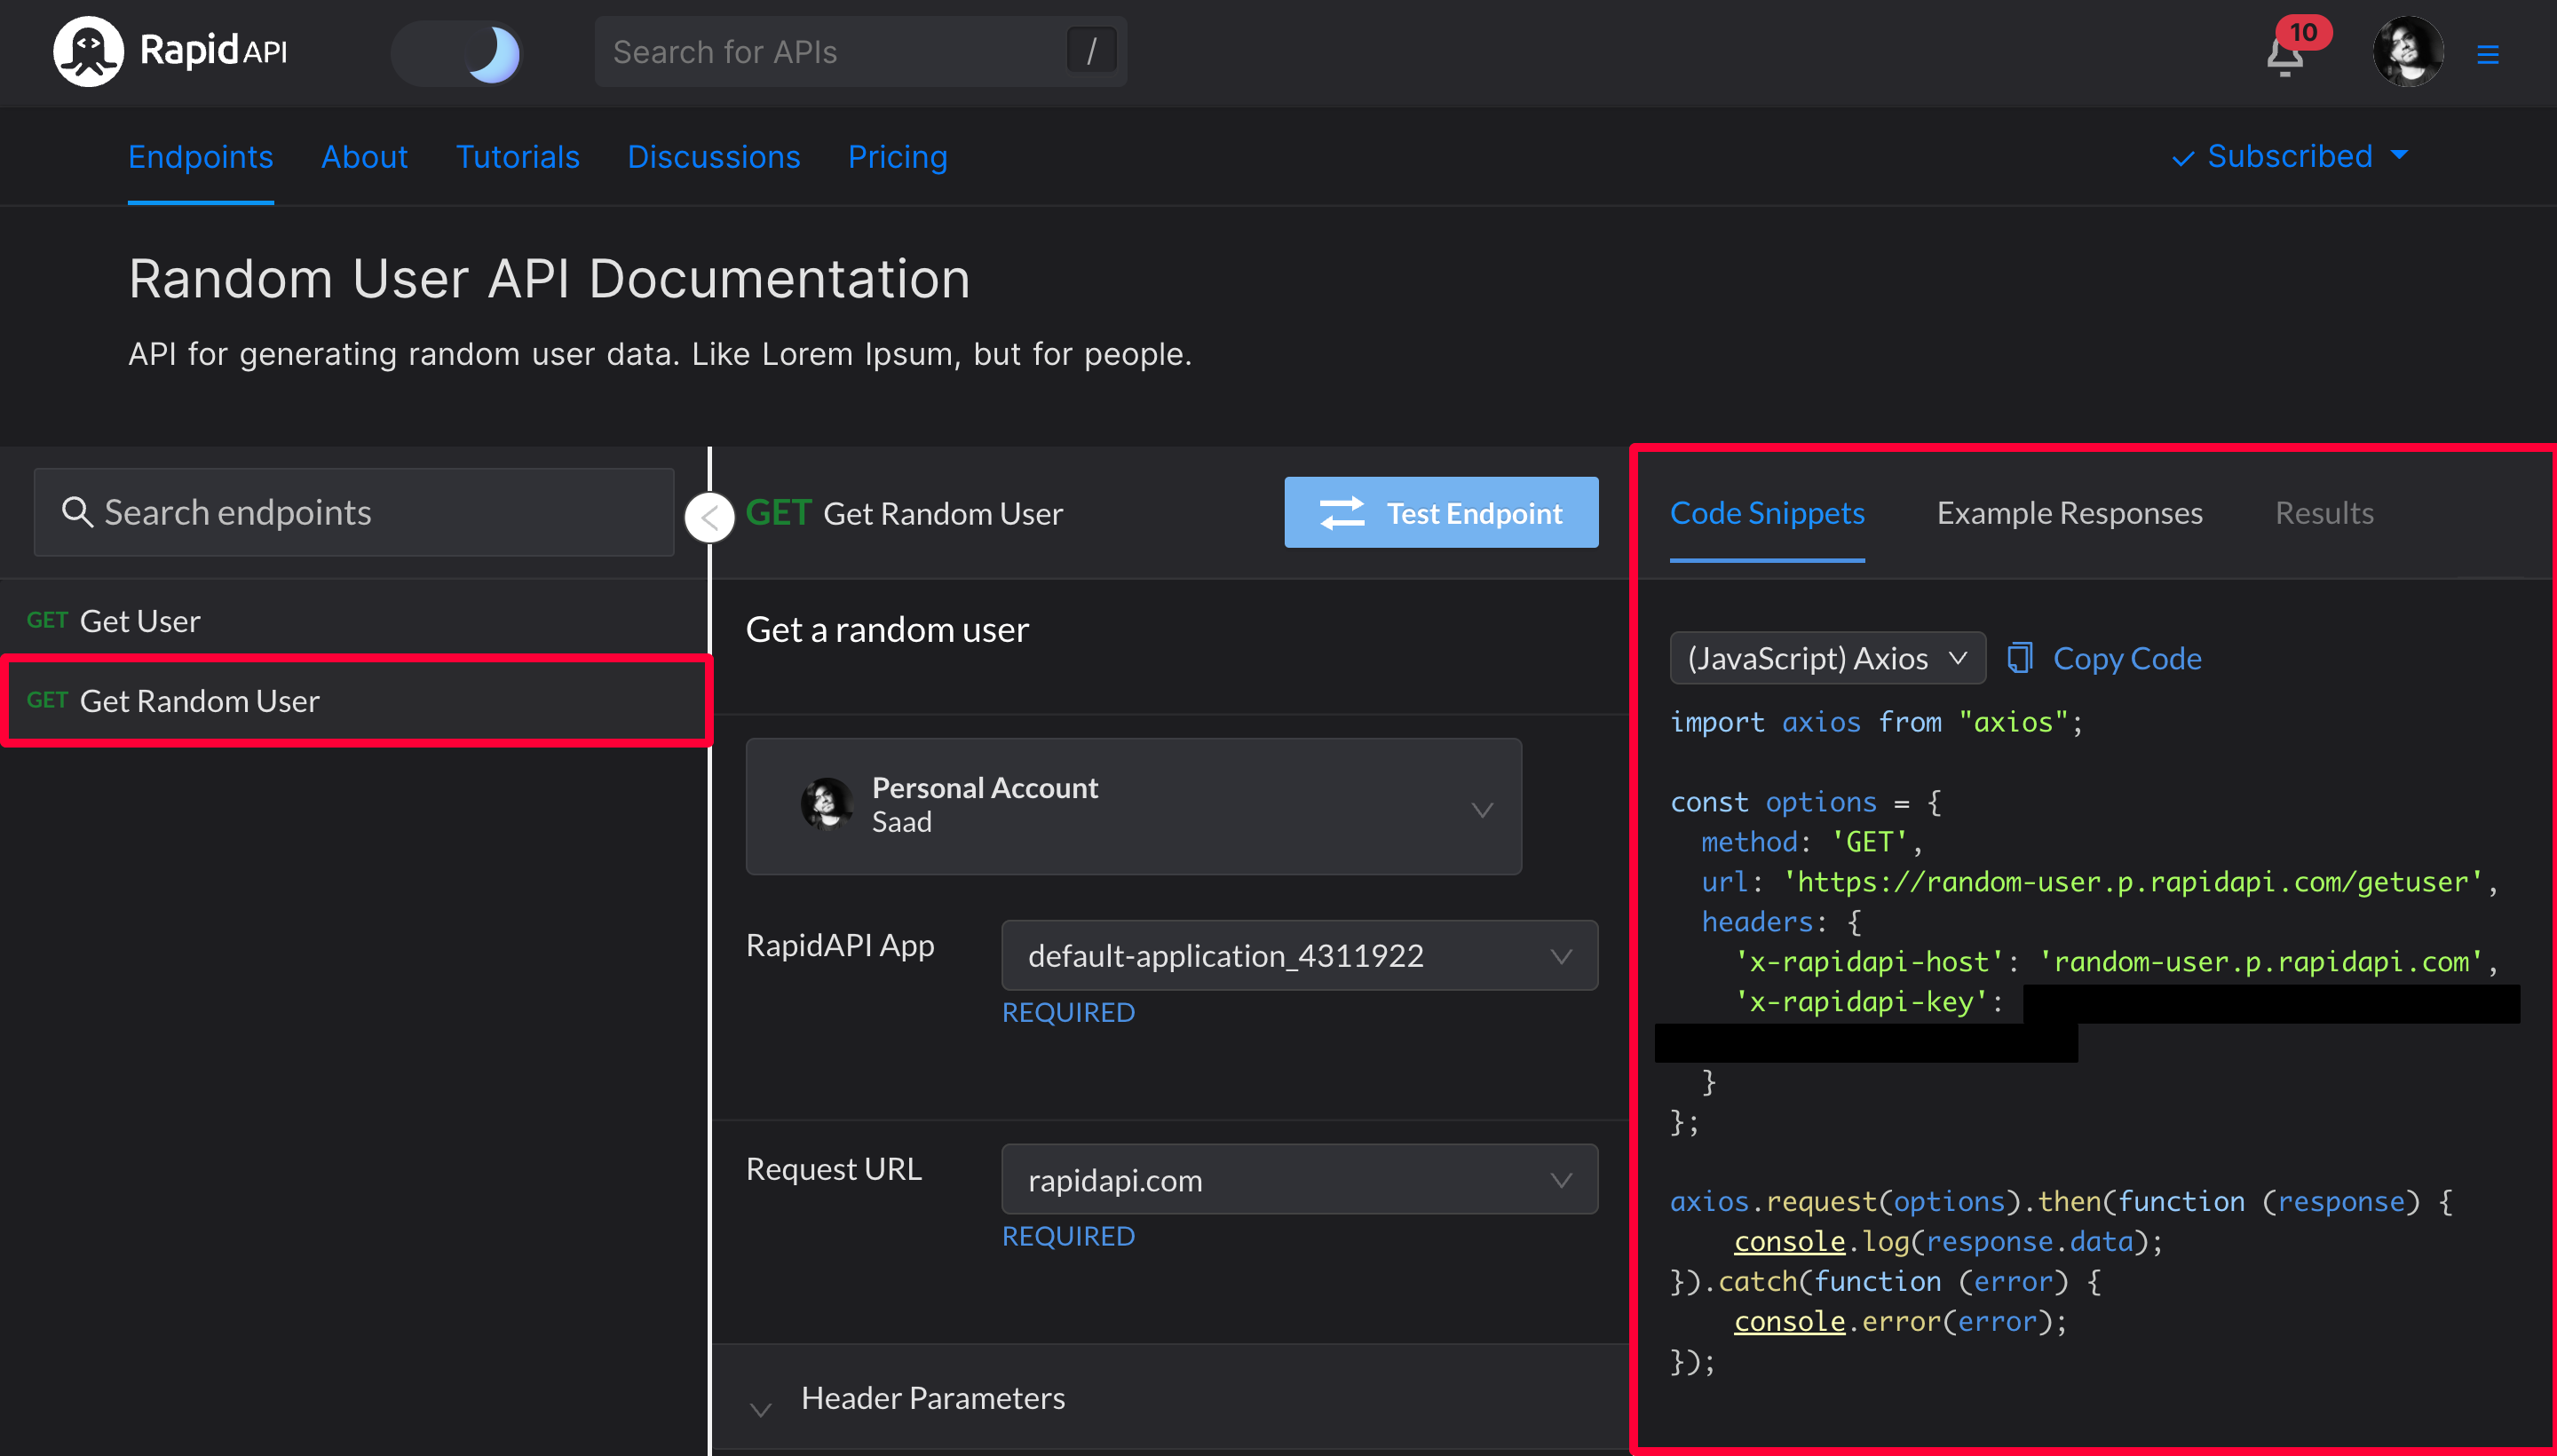 RapidAPI
Search for APIs
/
10
Endpoints
About
Tutorials
Discussions
Pricing
Subscribed
Random User API Documentation
API for generating random user data. Like Lorem Ipsum, but for people.
Search endpoints
GET Get User
GET Get Random User
GET Get Random User
Test Endpoint
Get a random user
Personal Account
Saad
RapidAPI App
default-application_4311922
REQUIRED
Request URL
rapidapi.com
REQUIRED
Header Parameters
Code Snippets
Example Responses
Results
(JavaScript) Axios
Copy Code
import axios from "axios";
const options = {
  method: 'GET',
  url: 'https://random-user.p.rapidapi.com/getuser',
  headers: {
    'x-rapidapi-host': 'random-user.p.rapidapi.com',
    'x-rapidapi-key':
  }
};
axios.request(options).then(function (response) {
    console.log(response.data);
}).catch(function (error) {
    console.error(error);
});